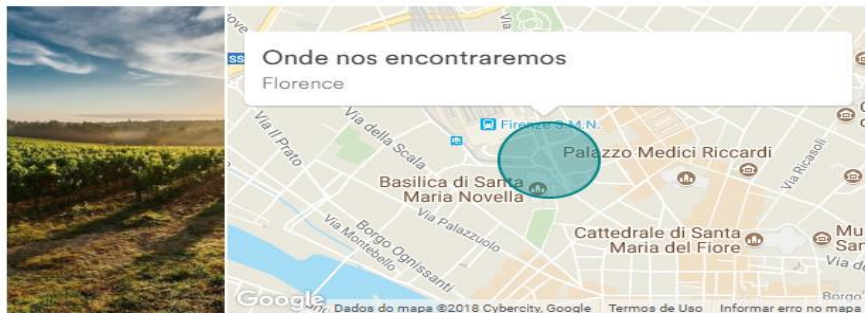 Onde nos encontraremos
Florence
Firenze S.M.N.
Via Il Prato
Via della Scala
Palazzo Medici Riccardi
Via Ricasoli
Basilica di Santa
Maria Novella
Via Palazzuolo
Borgo Ognissanti
Via Montebello
Cattedrale di Santa
Maria del Fiore
Google
Dados do mapa ©2018 Cybercity, Google
Termos de Uso
Informar erro no mapa